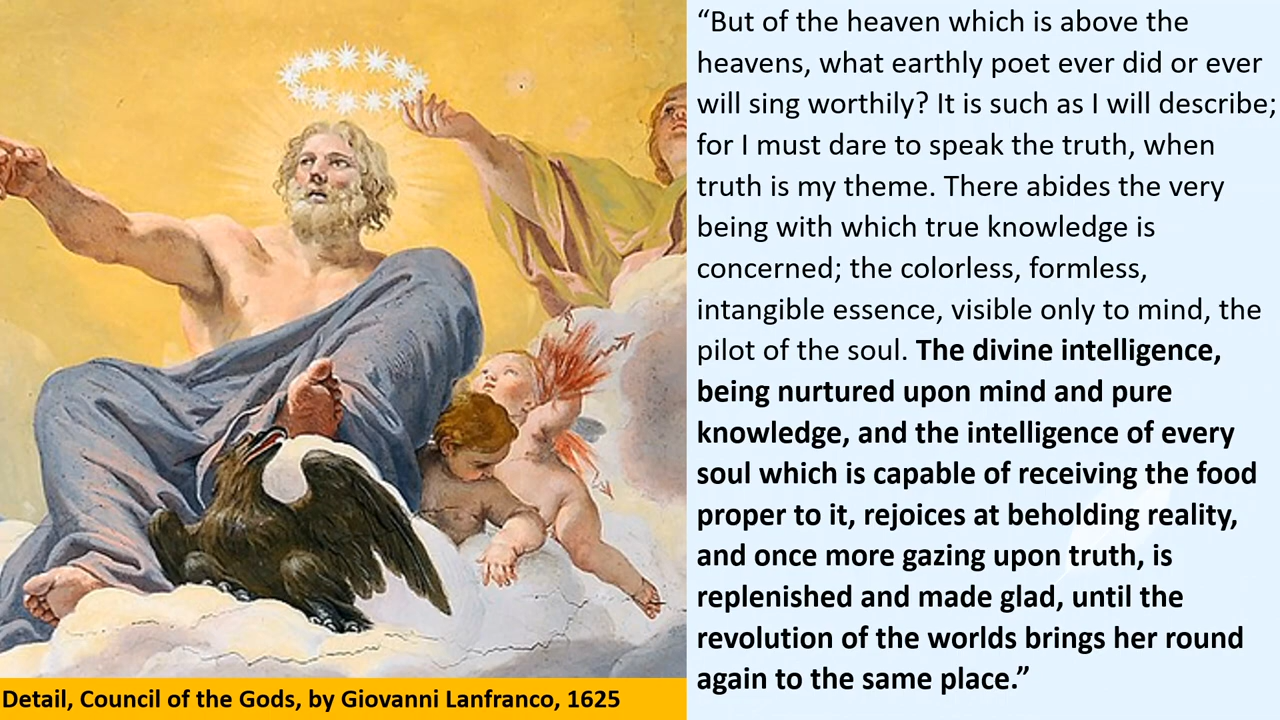 “But of the heaven which is above the
heavens, what earthly poet ever did or ever
will sing worthily? It is such as I will describe;
for I must dare to speak the truth, when
truth is my theme. There abides the very
being with which true knowledge is
concerned; the colorless, formless,
intangible essence, visible only to mind, the
pilot of the soul. The divine intelligence,
being nurtured upon mind and pure
knowledge, and the intelligence of every
soul which is capable of receiving the food
proper to it, rejoices at beholding reality,
and once more gazing upon truth, is
replenished and made glad, until the
revolution of the worlds brings her round
again to the same place.”
Detail, Council of the Gods, by Giovanni Lanfranco, 1625